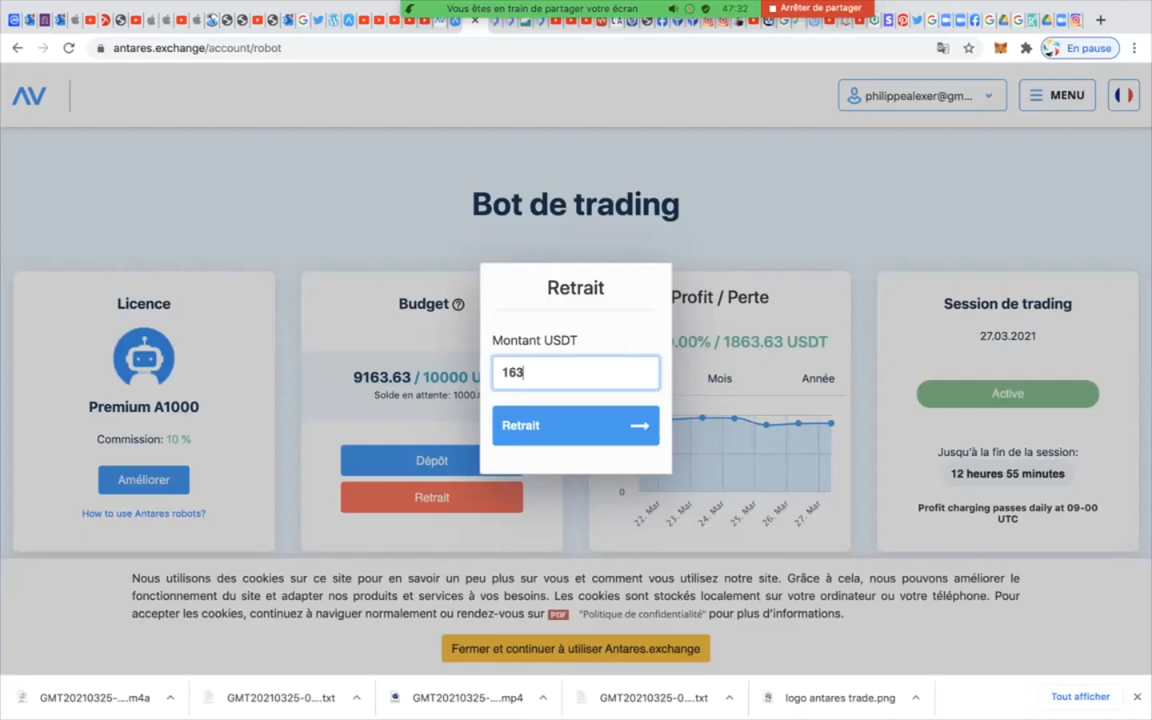 Vous êtes en train de partager votre écran
47:32
Arrêter de partager
antares.exchange/account/robot
En pause
AV
philippealexer@gm...
MENU
Bot de trading
Licence
Premium A1000
Commission: 10 %
Améliorer
How to use Antares robots?
Budget
9163.63 / 10000 U
Solde en attente: 1000.
Dépôt
Retrait
Retrait
Montant USDT
163
Retrait
Profit / Perte
.00% / 1863.63 USDT
Mois
Année
0
22. Mar
23. Mar
24. Mar
25. Mar
26. Mar
27. Mar
Session de trading
27.03.2021
Active
Jusqu'à la fin de la session:
12 heures 55 minutes
Profit charging passes daily at 09-00
UTC
Nous utilisons des cookies sur ce site pour en savoir un peu plus sur vous et comment vous utilisez notre site. Grâce à cela, nous pouvons améliorer le
fonctionnement du site et adapter nos produits et services à vos besoins. Les cookies sont stockés localement sur votre ordinateur ou votre téléphone. Pour
accepter les cookies, continuez à naviguer normalement ou rendez-vous sur PDF "Politique de confidentialité" pour plus d'informations.
Fermer et continuer à utiliser Antares.exchange
GMT20210325-....m4a
GMT20210325-0....txt
GMT20210325-....mp4
GMT20210325-0....txt
logo antares trade.png
Tout afficher